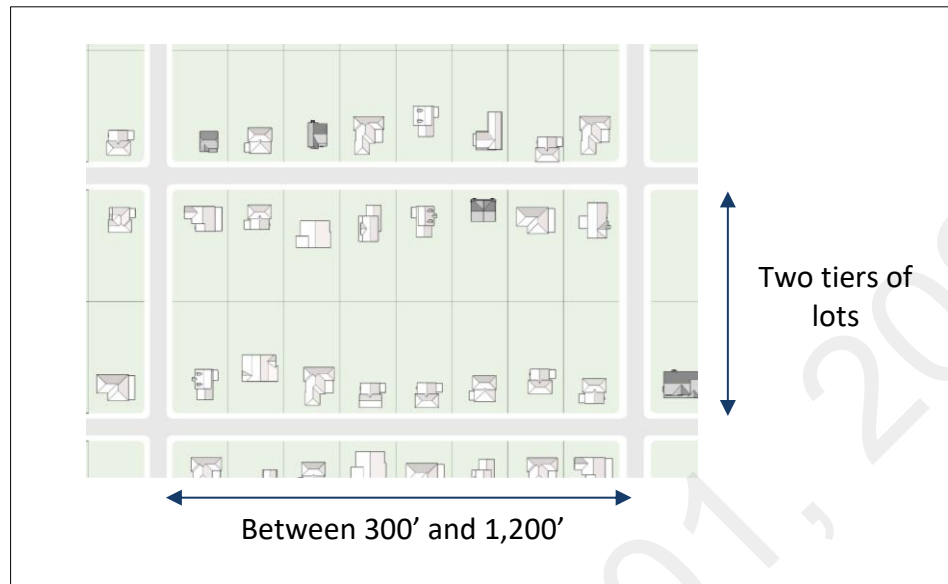 Two tiers of
lots
Between 300’ and 1,200’